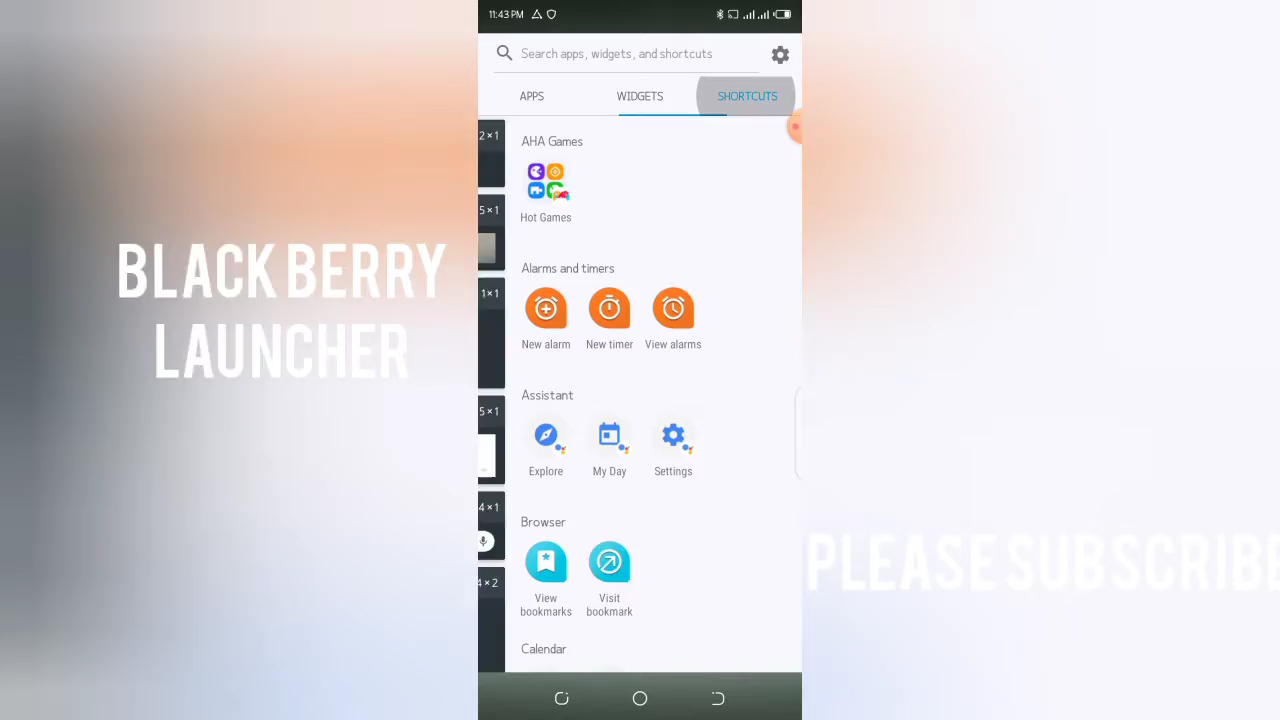 11:43 PM
Search apps, widgets, and shortcuts
APPS
WIDGETS
SHORTCUTS
2×1
5×1
1×1
5×1
4×1
4×2
AHA Games
Hot Games
Alarms and timers
New alarm
New timer
View alarms
Assistant
Explore
My Day
Settings
Browser
View
bookmarks
Visit
bookmark
Calendar
BLACK BERRY
LAUNCHER
PLEASE SUBSCRIBE